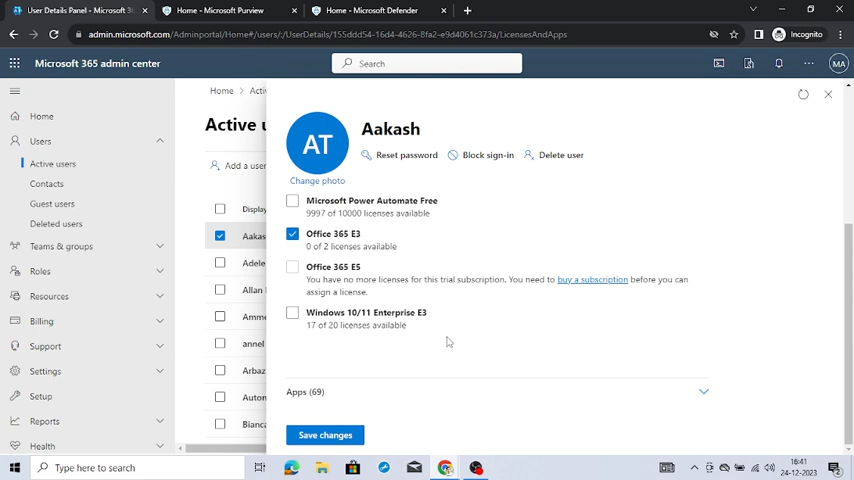 User Details Panel - Microsoft 36
Home - Microsoft Purview
Home - Microsoft Defender
admin.microsoft.com/Adminportal/Home#/users/:/UserDetails/155ddd54-16d4-4626-8fa2-e9d4061c373a/LicensesAndApps
Incognito
Microsoft 365 admin center
Search
MA
Home
Users
Active users
Contacts
Guest users
Deleted users
Teams & groups
Roles
Resources
Billing
Support
Settings
Setup
Reports
Health
Home > Activ
Active u
Add a user
Display
Aakas
Adele
Allan
Amme
annel
Arbaz
Auton
Bianca
AT
Aakash
Reset password
Block sign-in
Delete user
Change photo
Microsoft Power Automate Free
9997 of 10000 licenses available
Office 365 E3
0 of 2 licenses available
Office 365 E5
You have no more licenses for this trial subscription. You need to buy a subscription before you can
assign a license.
Windows 10/11 Enterprise E3
17 of 20 licenses available
Apps (69)
Save changes
Type here to search
16:41
24-12-2023
2